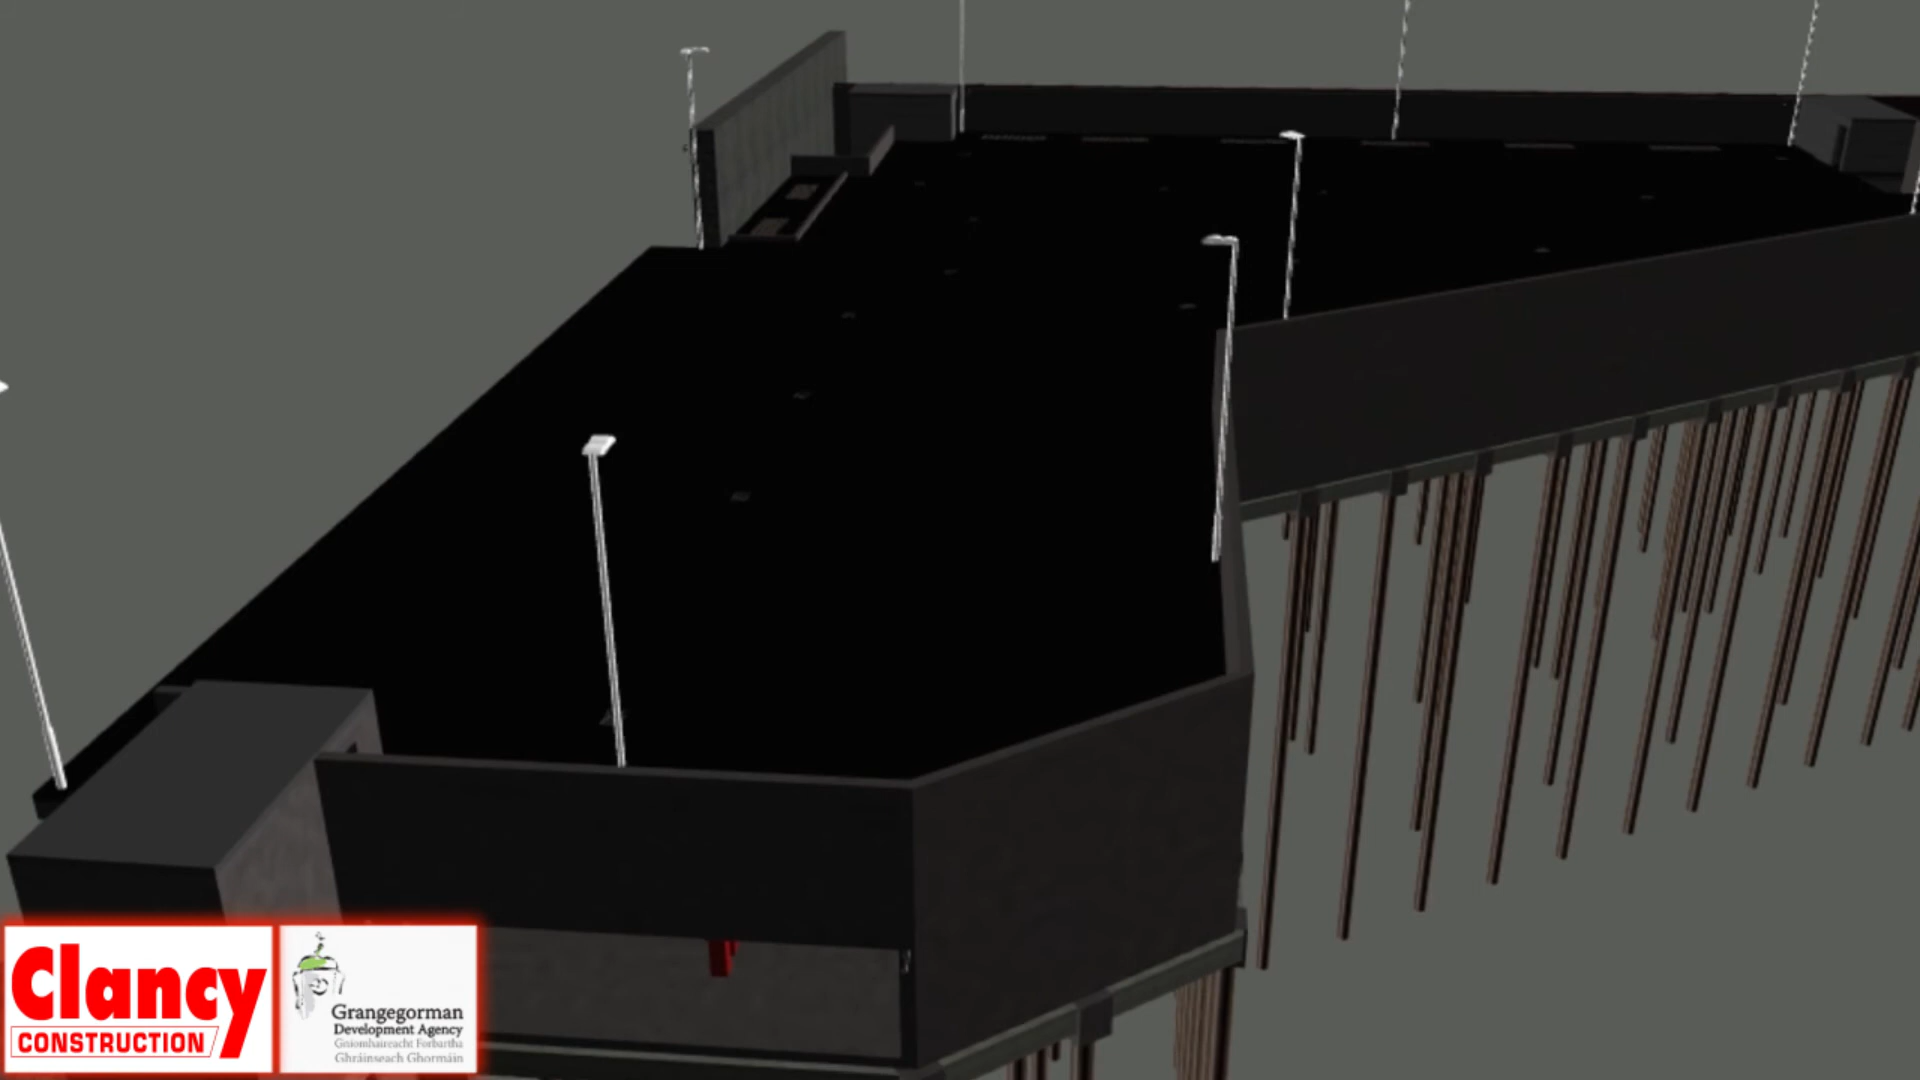 Clancy
CONSTRUCTION
Grangegorman
Development Agency
Gníomhaireacht Forbartha
Ghráinseach Ghormáin